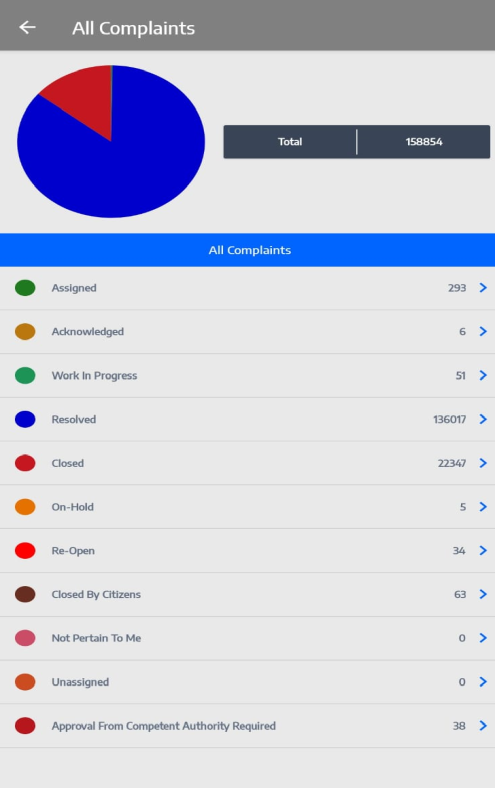 All Complaints
Total 158854
All Complaints
Assigned 293
Acknowledged 6
Work In Progress 51
Resolved 136017
Closed 22347
On-Hold 5
Re-Open 34
Closed By Citizens 63
Not Pertain To Me 0
Unassigned 0
Approval From Competent Authority Required 38